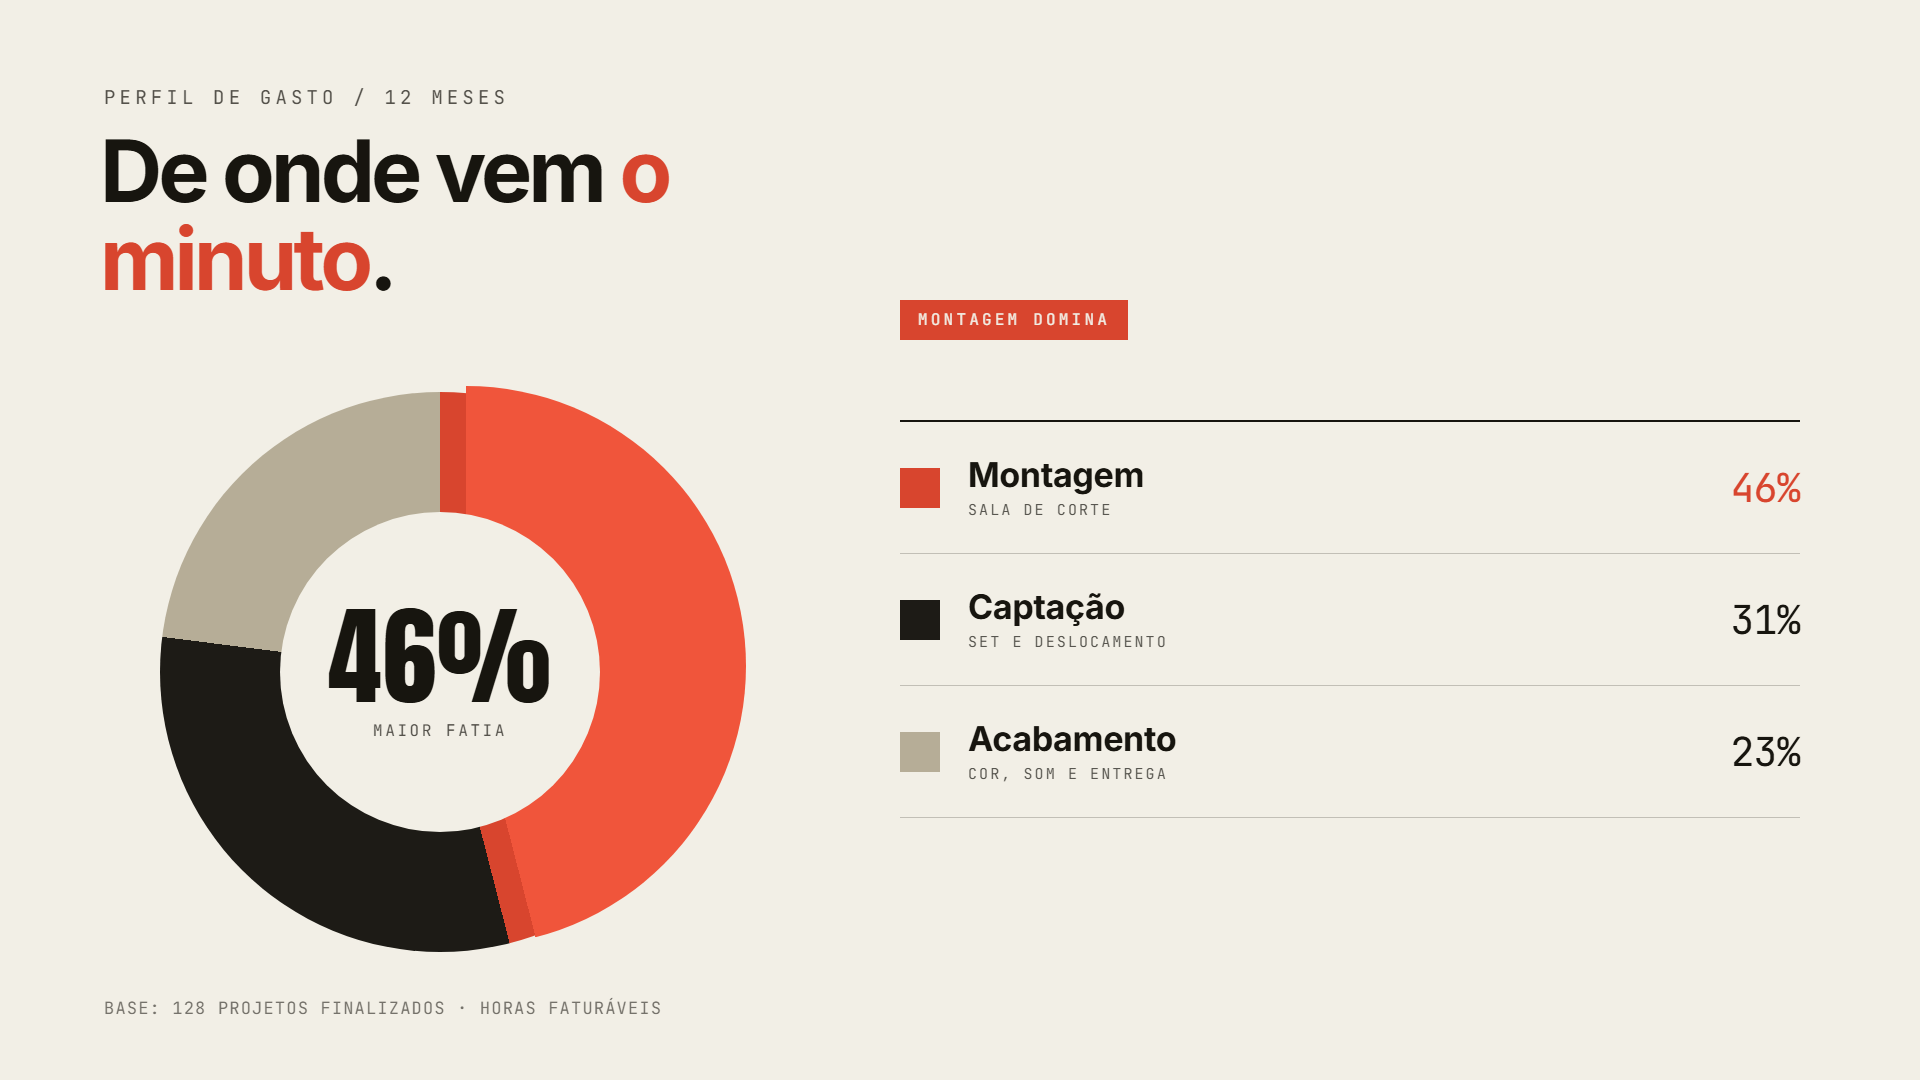 PERFIL DE GASTO / 12 MESES
De onde vem o
minuto.
46%
MAIOR FATIA
MONTAGEM DOMINA
Montagem
SALA DE CORTE
46%
Captação
SET E DESLOCAMENTO
31%
Acabamento
COR, SOM E ENTREGA
23%
BASE: 128 PROJETOS FINALIZADOS · HORAS FATURÁVEIS